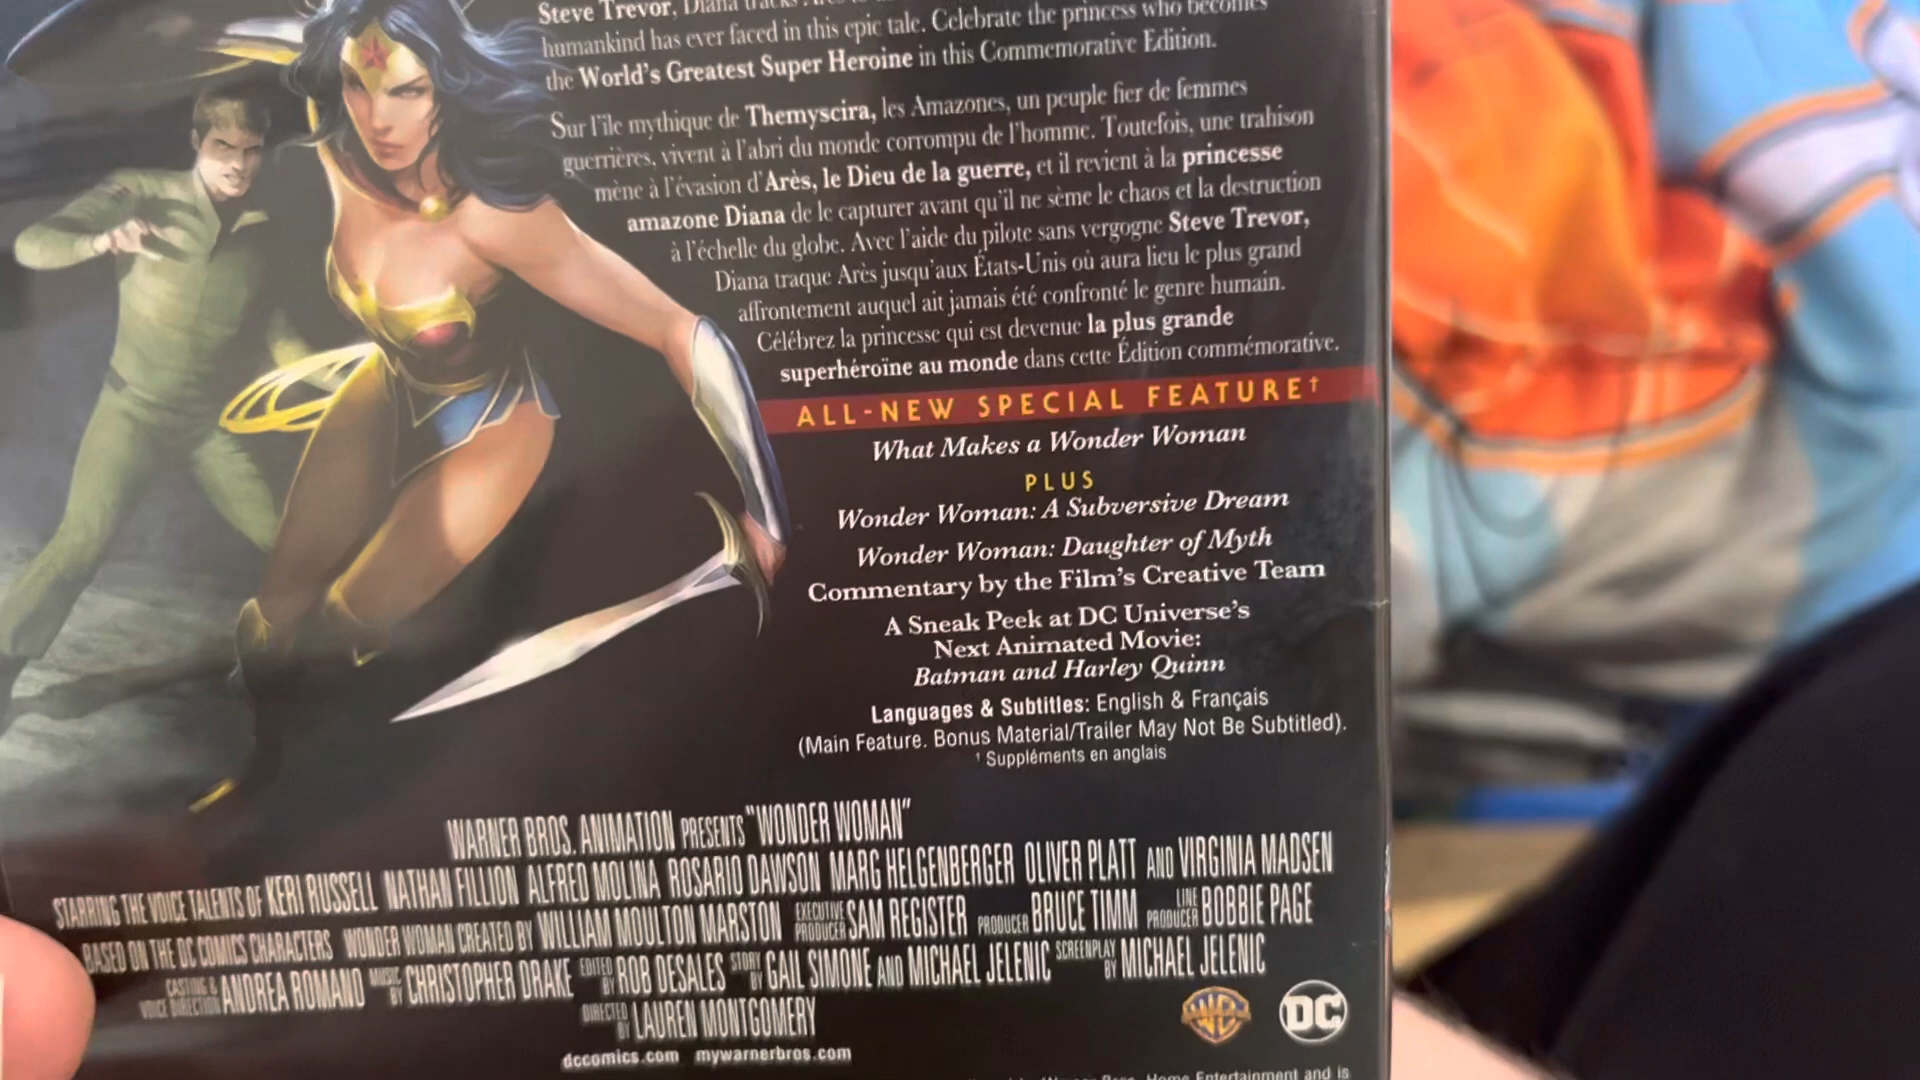 Steve Trevor, Diana tracks
humankind has ever faced in this epic tale. Celebrate the princess who becomes
the World's Greatest Super Heroine in this Commemorative Edition.
Sur l'île mythique de Themyscira, les Amazones, un peuple fier de femmes
guerrières, vivent à l'abri du monde corrompu de l'homme. Toutefois, une trahison
mène à l'évasion d'Arès, le Dieu de la guerre, et il revient à la princesse
amazone Diana de le capturer avant qu'il ne sème le chaos et la destruction
à l'échelle du globe. Avec l'aide du pilote sans vergogne Steve Trevor,
Diana traque Arès jusqu'aux États-Unis où aura lieu le plus grand
affrontement auquel ait jamais été confronté le genre humain.
Célébrez la princesse qui est devenue la plus grande
superhéroïne au monde dans cette Édition commémorative.
ALL-NEW SPECIAL FEATURE†
What Makes a Wonder Woman
PLUS
Wonder Woman: A Subversive Dream
Wonder Woman: Daughter of Myth
Commentary by the Film's Creative Team
A Sneak Peek at DC Universe's
Next Animated Movie:
Batman and Harley Quinn
Languages & Subtitles: English & Français
(Main Feature. Bonus Material/Trailer May Not Be Subtitled).
† Suppléments en anglais
WARNER BROS. ANIMATION PRESENTS "WONDER WOMAN"
STARRING THE VOICE TALENTS OF KERI RUSSELL NATHAN FILLION ALFRED MOLINA ROSARIO DAWSON MARG HELGENBERGER OLIVER PLATT AND VIRGINIA MADSEN
BASED ON THE DC COMICS CHARACTERS WONDER WOMAN CREATED BY WILLIAM MOULTON MARSTON EXECUTIVE PRODUCER SAM REGISTER PRODUCER BRUCE TIMM LINE PRODUCER BOBBIE PAGE
CASTING & VOICE DIRECTION ANDREA ROMANO MUSIC BY CHRISTOPHER DRAKE EDITED BY ROB DESALES STORY BY GAIL SIMONE AND MICHAEL JELENIC SCREENPLAY BY MICHAEL JELENIC
DIRECTED BY LAUREN MONTGOMERY
WB DC
dccomics.com mywarnerbros.com
Home Entertainment and is